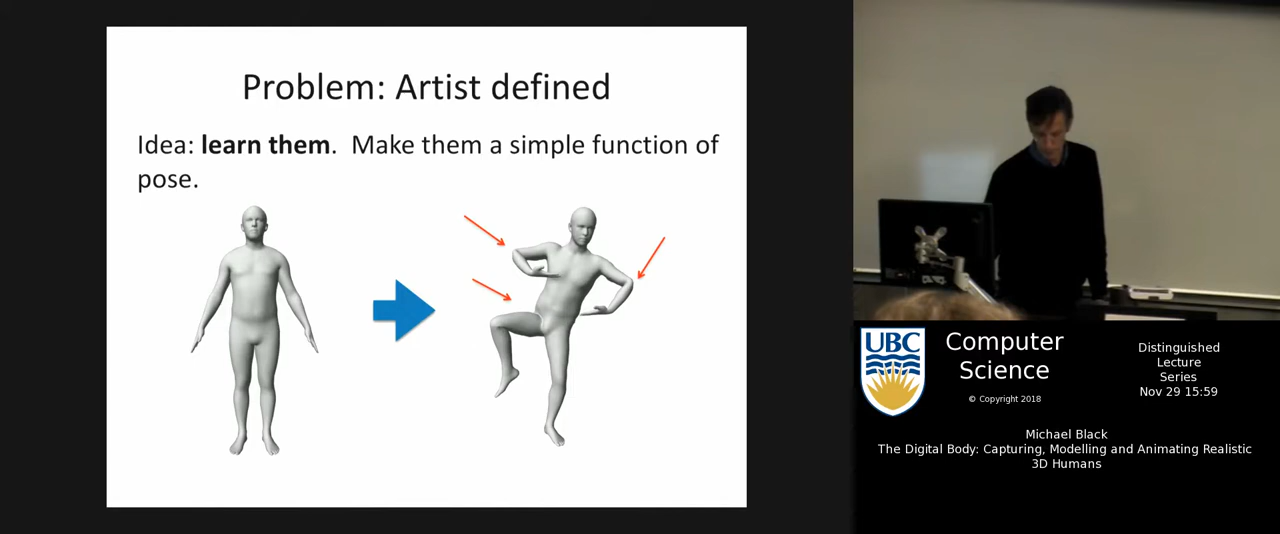 Problem: Artist defined
Idea: learn them. Make them a simple function of
pose.
UBC
Computer
Science
© Copyright 2018
Distinguished
Lecture
Series
Nov 29 15:59
Michael Black
The Digital Body: Capturing, Modelling and Animating Realistic
3D Humans